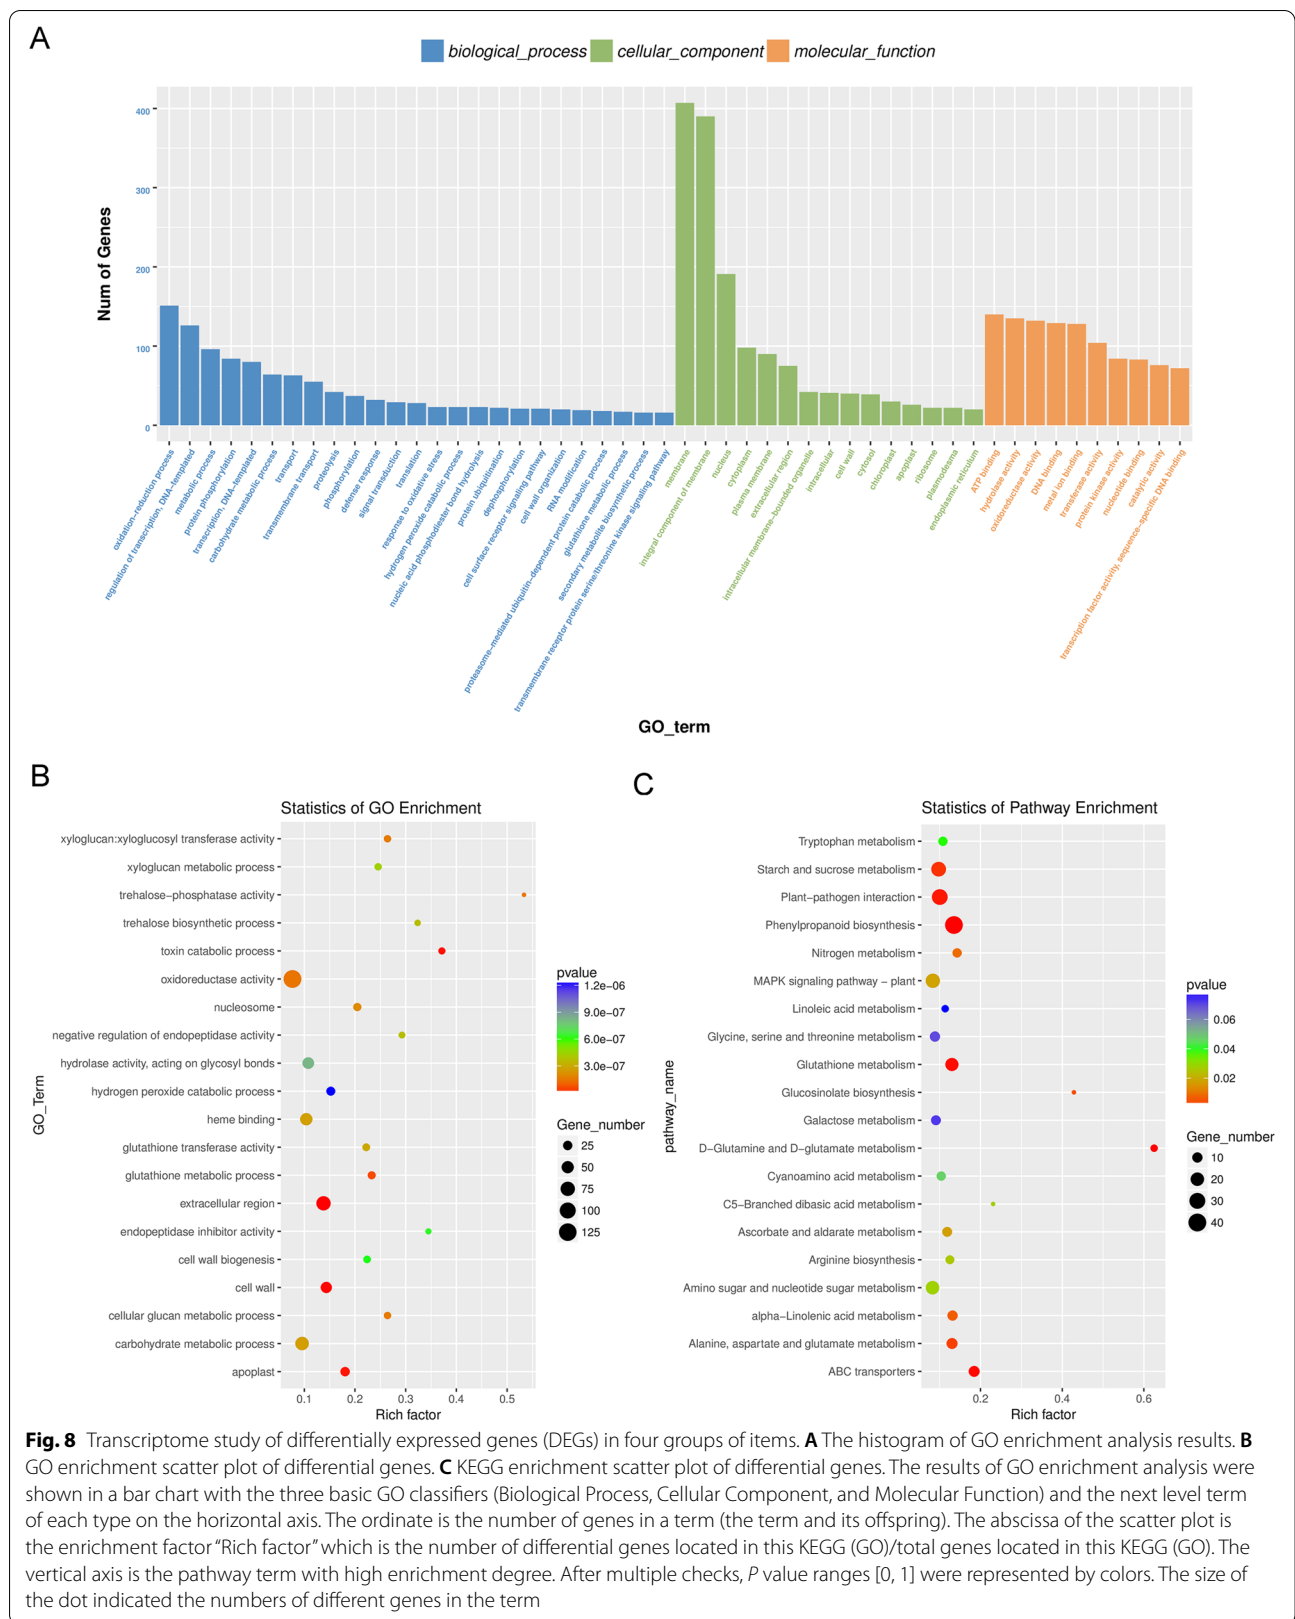 A
biological_process cellular_component molecular_function
Num of Genes
400
300
200
100
0
oxidation−reduction process
regulation of transcription, DNA−templated
metabolic process
protein phosphorylation
transcription, DNA−templated
carbohydrate metabolic process
transport
transmembrane transport
proteolysis
phosphorylation
defense response
signal transduction
translation
response to oxidative stress
hydrogen peroxide catabolic process
nucleic acid phosphodiester bond hydrolysis
protein ubiquitination
dephosphorylation
cell surface receptor signaling pathway
cell wall organization
RNA modification
proteasome−mediated ubiquitin−dependent protein catabolic process
glutathione metabolic process
secondary metabolite biosynthetic process
transmembrane receptor protein serine/threonine kinase signaling pathway
membrane
integral component of membrane
nucleus
cytoplasm
plasma membrane
extracellular region
intracellular membrane−bounded organelle
intracellular
cell wall
cytosol
chloroplast
apoplast
ribosome
plasmodesma
endoplasmic reticulum
ATP binding
hydrolase activity
oxidoreductase activity
DNA binding
metal ion binding
transferase activity
protein kinase activity
nucleotide binding
catalytic activity
transcription factor activity, sequence−specific DNA binding
GO_term
B
Statistics of GO Enrichment
GO_Term
xyloglucan:xyloglucosyl transferase activity
xyloglucan metabolic process
trehalose−phosphatase activity
trehalose biosynthetic process
toxin catabolic process
oxidoreductase activity
nucleosome
negative regulation of endopeptidase activity
hydrolase activity, acting on glycosyl bonds
hydrogen peroxide catabolic process
heme binding
glutathione transferase activity
glutathione metabolic process
extracellular region
endopeptidase inhibitor activity
cell wall biogenesis
cell wall
cellular glucan metabolic process
carbohydrate metabolic process
apoplast
0.1 0.2 0.3 0.4 0.5
Rich factor
pvalue
1.2e−06
9.0e−07
6.0e−07
3.0e−07
Gene_number
25
50
75
100
125
C
Statistics of Pathway Enrichment
pathway_name
Tryptophan metabolism
Starch and sucrose metabolism
Plant−pathogen interaction
Phenylpropanoid biosynthesis
Nitrogen metabolism
MAPK signaling pathway − plant
Linoleic acid metabolism
Glycine, serine and threonine metabolism
Glutathione metabolism
Glucosinolate biosynthesis
Galactose metabolism
D−Glutamine and D−glutamate metabolism
Cyanoamino acid metabolism
C5−Branched dibasic acid metabolism
Ascorbate and aldarate metabolism
Arginine biosynthesis
Amino sugar and nucleotide sugar metabolism
alpha−Linolenic acid metabolism
Alanine, aspartate and glutamate metabolism
ABC transporters
0.2 0.4 0.6
Rich factor
pvalue
0.06
0.04
0.02
Gene_number
10
20
30
40
Fig. 8 Transcriptome study of differentially expressed genes (DEGs) in four groups of items. A The histogram of GO enrichment analysis results. B
GO enrichment scatter plot of differential genes. C KEGG enrichment scatter plot of differential genes. The results of GO enrichment analysis were
shown in a bar chart with the three basic GO classifiers (Biological Process, Cellular Component, and Molecular Function) and the next level term
of each type on the horizontal axis. The ordinate is the number of genes in a term (the term and its offspring). The abscissa of the scatter plot is
the enrichment factor “Rich factor” which is the number of differential genes located in this KEGG (GO)/total genes located in this KEGG (GO). The
vertical axis is the pathway term with high enrichment degree. After multiple checks, P value ranges [0, 1] were represented by colors. The size of
the dot indicated the numbers of different genes in the term